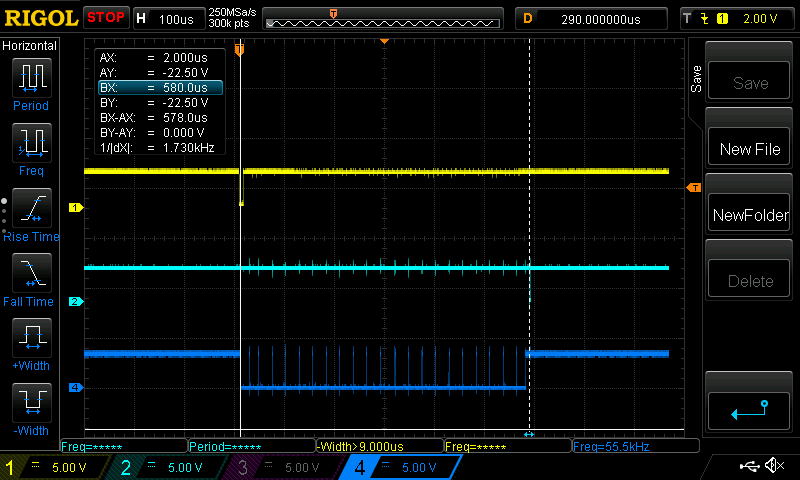 RIGOL STOP H 100us 250MSa/s D 290.000000us T 1 2.00 V
300k pts
Horizontal
Period
Freq
Rise Time
Fall Time
+Width
-Width
AX: = 2.000us
AY: = -22.50 V
BX: = 580.0us
BY: = -22.50 V
BX-AX: = 578.0us
BY-AY: = 0.000 V
1/|dX|: = 1.730kHz
T
T
1
2
4
Save
Save
New File
NewFolder
Delete
Freq=***** Period=***** -Width>9.000us Freq=***** Freq=55.5kHz
1 = 5.00 V 2 = 5.00 V 3 = 5.00 V 4 = 5.00 V